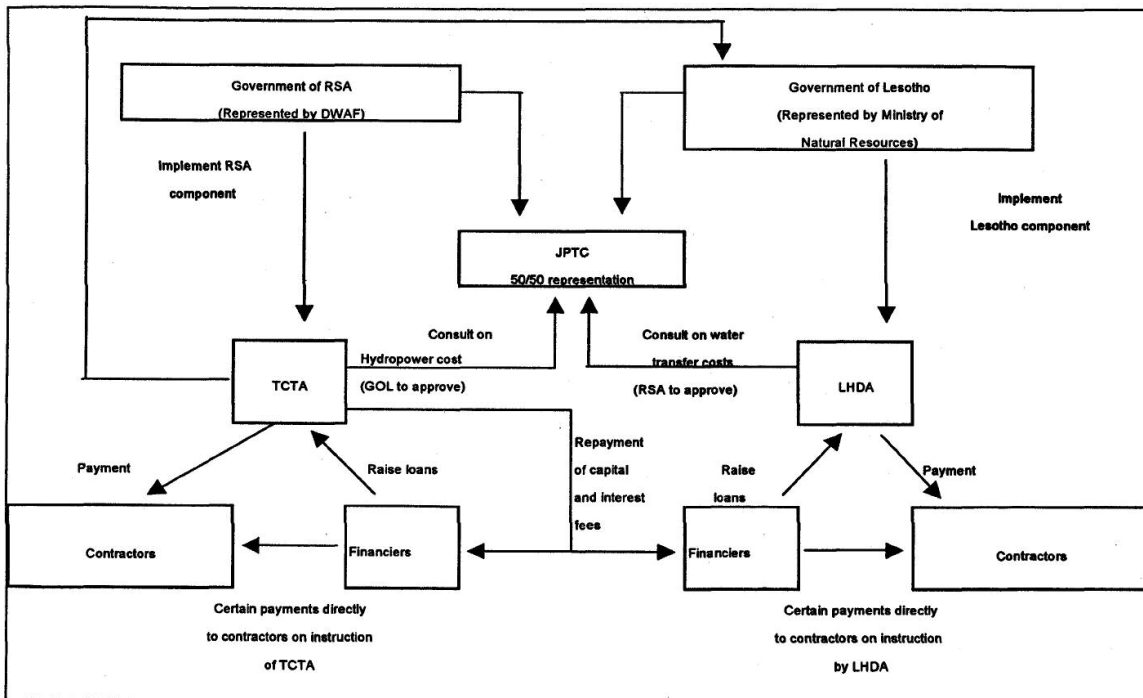 Government of RSA
(Represented by DWAF)
Government of Lesotho
(Represented by Ministry of
Natural Resources)
Implement RSA
component
Implement
Lesotho component
JPTC
50/50 representation
Consult on
Hydropower cost
(GOL to approve)
Consult on water
transfer costs
(RSA to approve)
TCTA
LHDA
Payment
Raise loans
Repayment
of capital
and interest
fees
Raise
loans
Payment
Contractors
Financiers
Financiers
Contractors
Certain payments directly
to contractors on instruction
of TCTA
Certain payments directly
to contractors on instruction
by LHDA